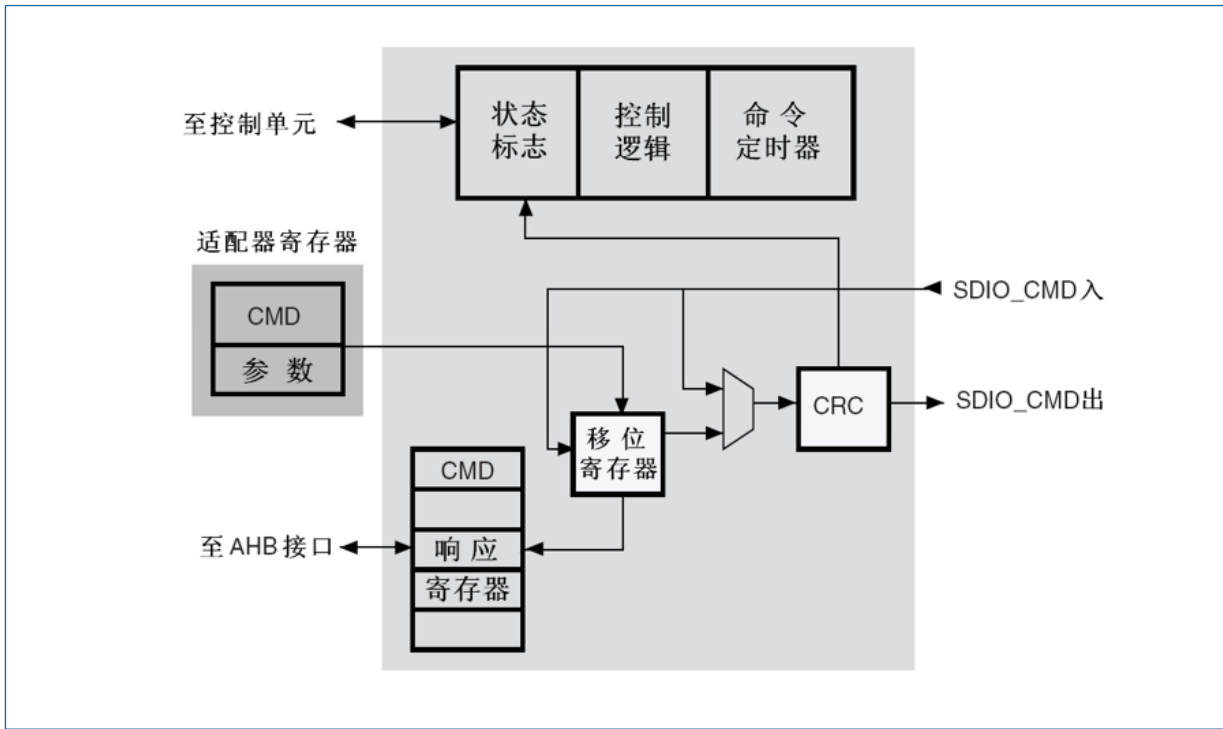 状态
标志
控制
逻辑
命令
定时器
至控制单元
适配器寄存器
CMD
参数
SDIO_CMD入
CRC
SDIO_CMD出
移位
寄存器
CMD
响应
寄存器
至AHB接口